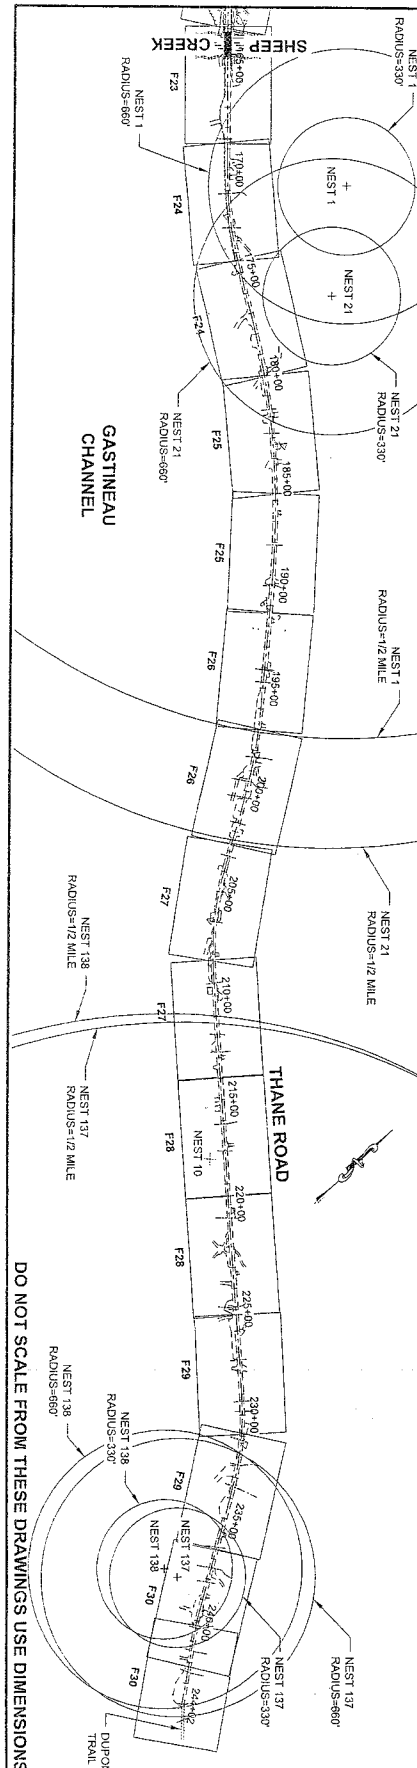 SHEEP
CREEK
165+00
F23
NEST 1
RADIUS=660'
NEST 1
RADIUS=330'
170+00
F24
NEST 1
NEST 21
175+00
F24
NEST 21
RADIUS=660'
NEST 21
RADIUS=330'
180+00
F25
185+00
GASTINEAU
CHANNEL
F25
190+00
NEST 1
RADIUS=1/2 MILE
F26
195+00
F26
200+00
NEST 21
RADIUS=1/2 MILE
F27
205+00
NEST 138
RADIUS=1/2 MILE
F27
210+00
NEST 137
RADIUS=1/2 MILE
THANE ROAD
215+00
F28
NEST 10
220+00
F28
225+00
F29
230+00
NEST 138
RADIUS=660'
NEST 138
RADIUS=330'
F29
235+00
NEST 137
NEST 138
F30
240+00
NEST 137
RADIUS=330'
NEST 137
RADIUS=660'
F30
DUPO
TRAIL
DO NOT SCALE FROM THESE DRAWINGS USE DIMENSIONS